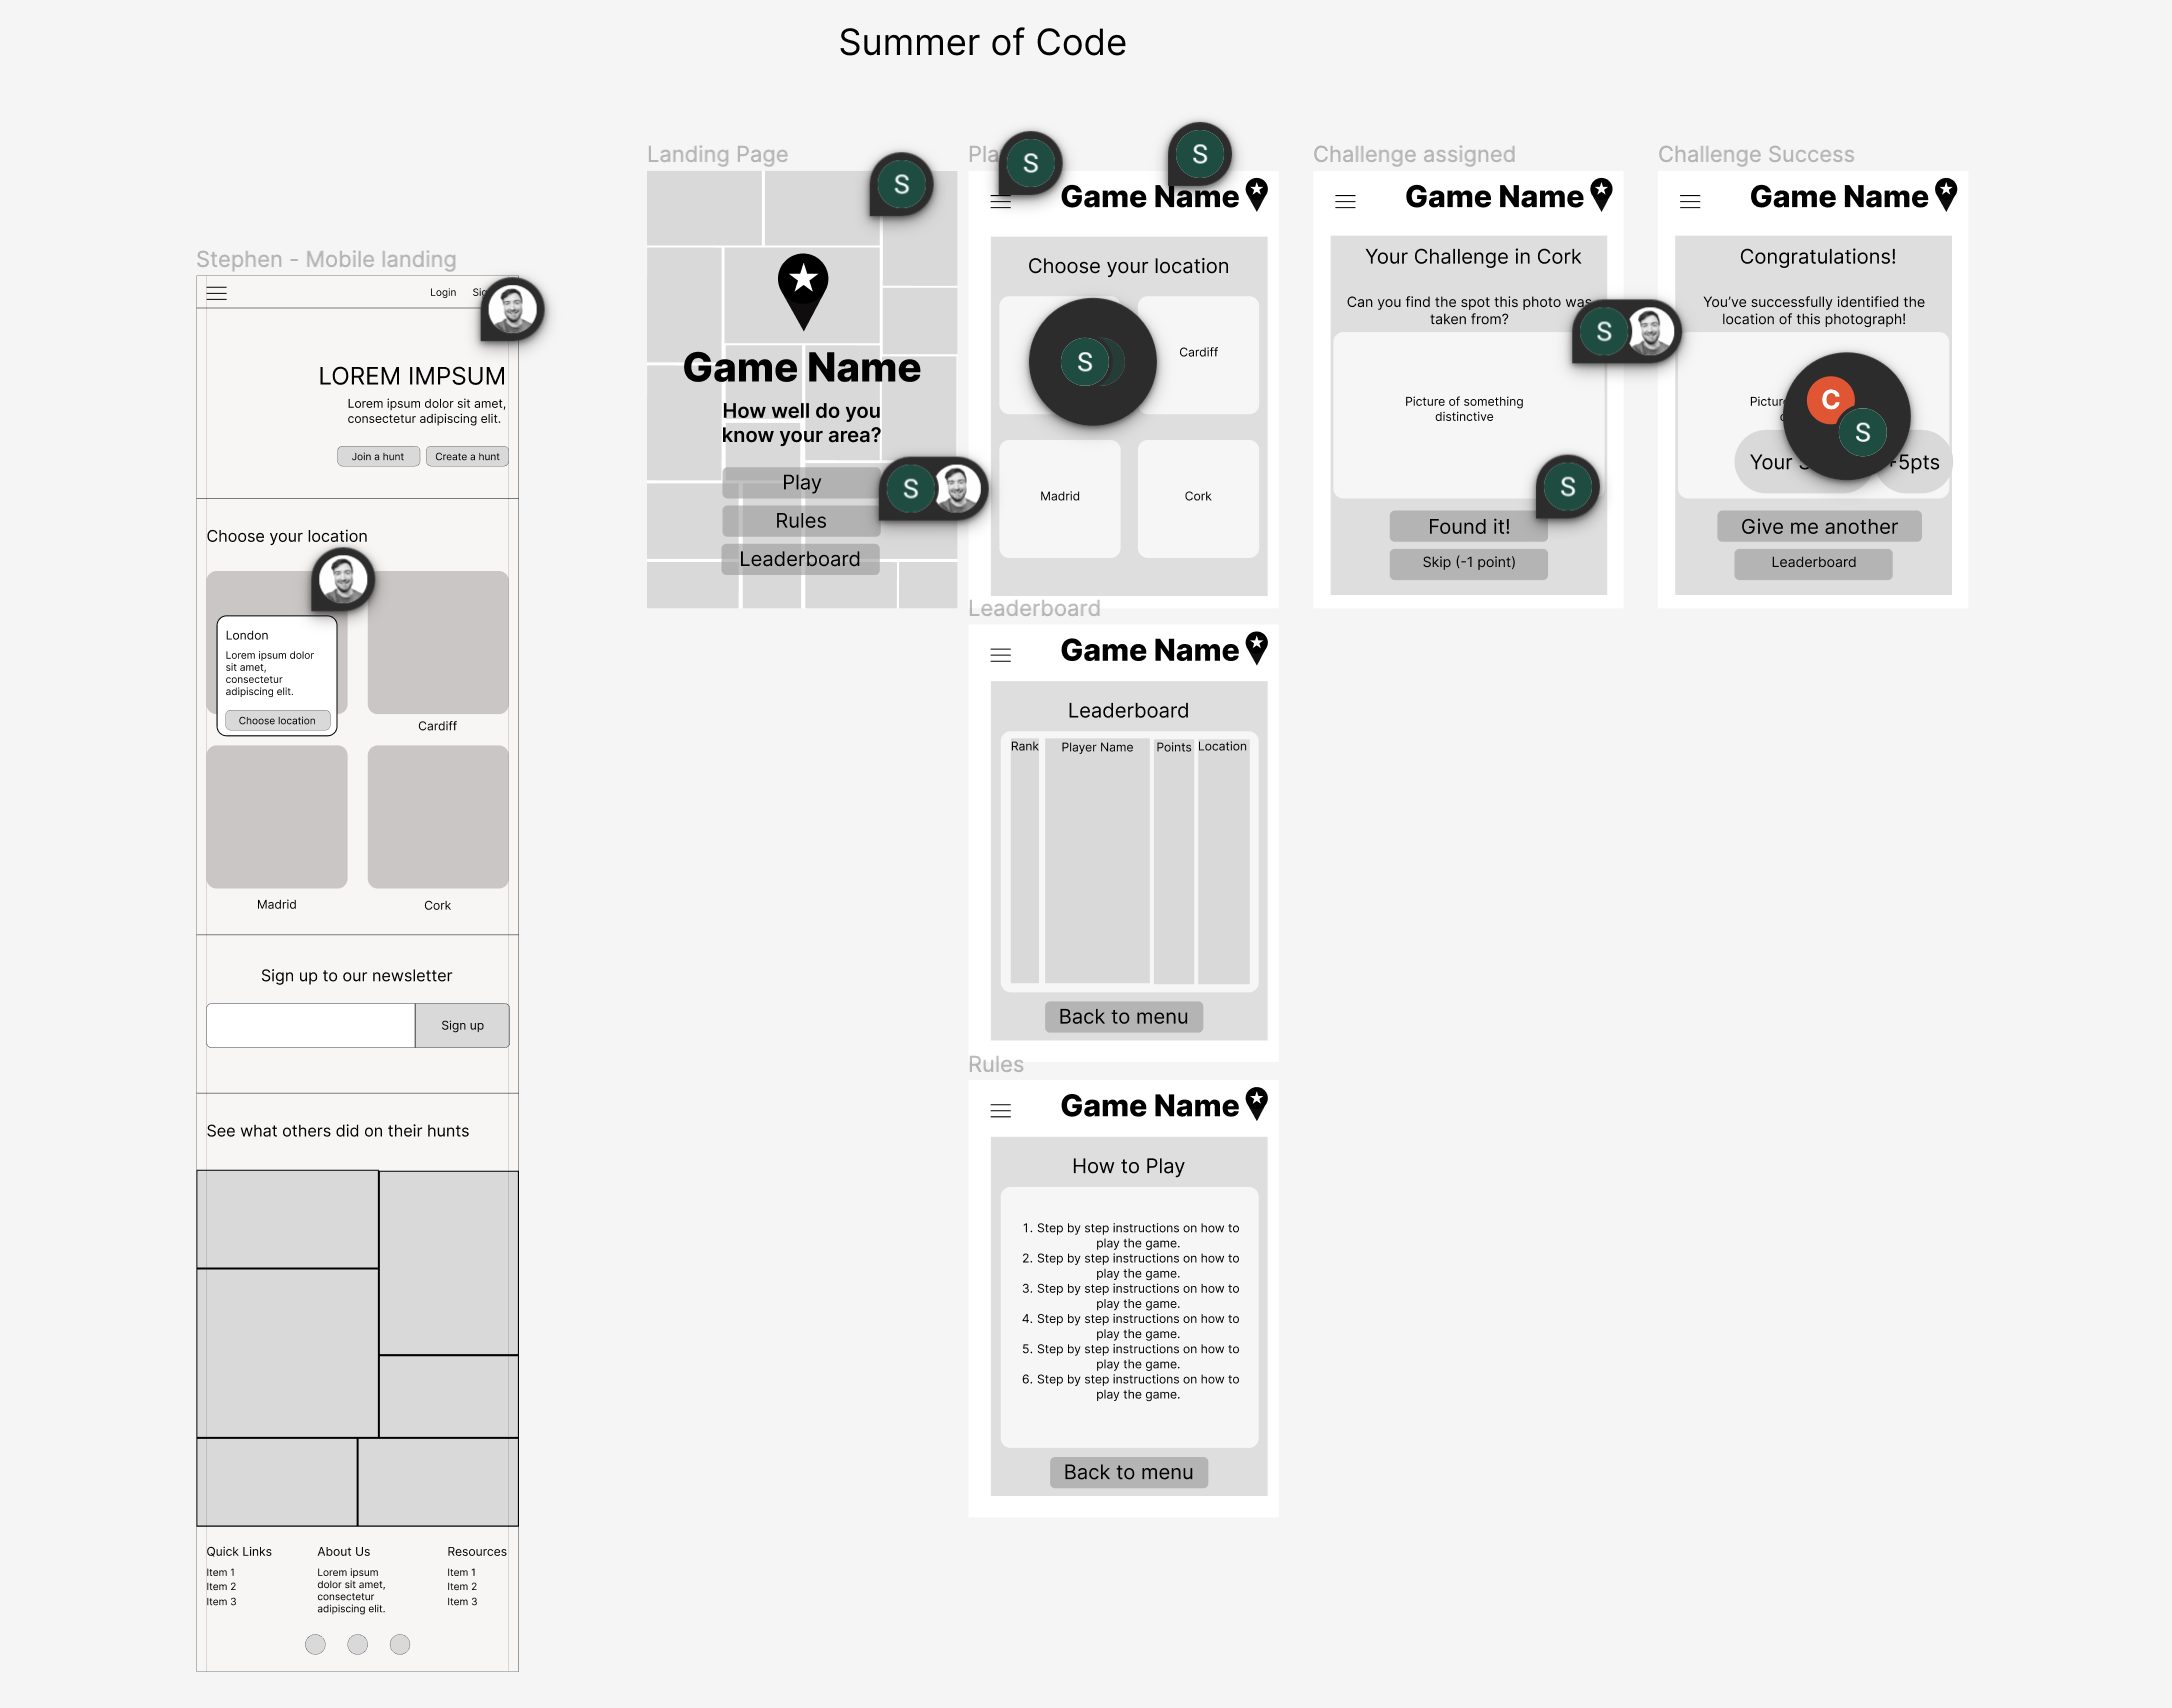 Summer of Code
Stephen - Mobile landing
Login
LOREM IMPSUM
Lorem ipsum dolor sit amet,
consectetur adipiscing elit.
Join a hunt
Create a hunt
Choose your location
London
Lorem ipsum dolor
sit amet,
consectetur
adipiscing elit.
Choose location
Cardiff
Madrid
Cork
Sign up to our newsletter
Sign up
See what others did on their hunts
Quick Links
Item 1
Item 2
Item 3
About Us
Lorem ipsum
dolor sit amet,
consectetur
adipiscing elit.
Resources
Item 1
Item 2
Item 3
Landing Page
S
Game Name
How well do you
know your area?
Play
Rules
Leaderboard
S
S
S
Game Name
Choose your location
S
Cardiff
Madrid
Cork
Leaderboard
Game Name
Leaderboard
Rank
Player Name
Points
Location
Back to menu
Rules
Game Name
How to Play
1. Step by step instructions on how to
play the game.
2. Step by step instructions on how to
play the game.
3. Step by step instructions on how to
play the game.
4. Step by step instructions on how to
play the game.
5. Step by step instructions on how to
play the game.
6. Step by step instructions on how to
play the game.
Back to menu
Challenge assigned
Game Name
Your Challenge in Cork
Can you find the spot this photo was
taken from?
S
Picture of something
distinctive
S
Found it!
Skip (-1 point)
Challenge Success
Game Name
Congratulations!
You've successfully identified the
location of this photograph!
C
S
Your
5pts
Give me another
Leaderboard